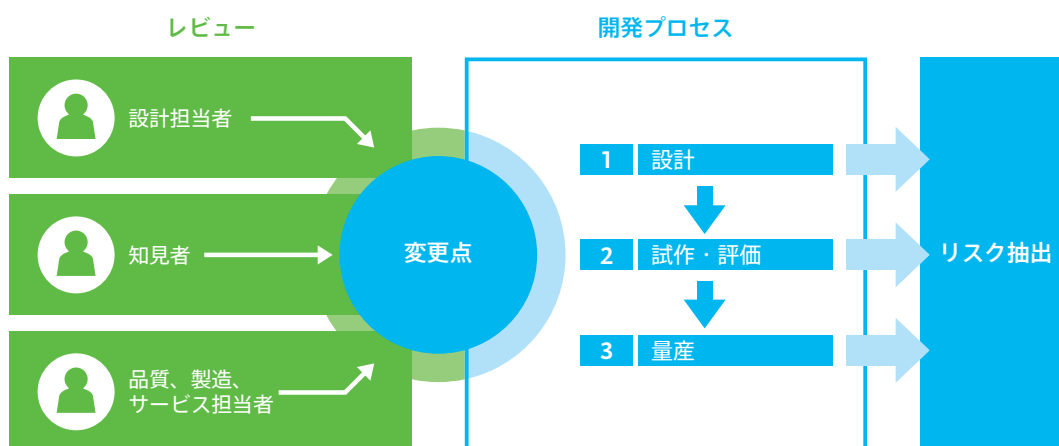 レビュー
開発プロセス
設計担当者
知見者
品質、製造、
サービス担当者
変更点
1 設計
2 試作・評価
3 量産
リスク抽出